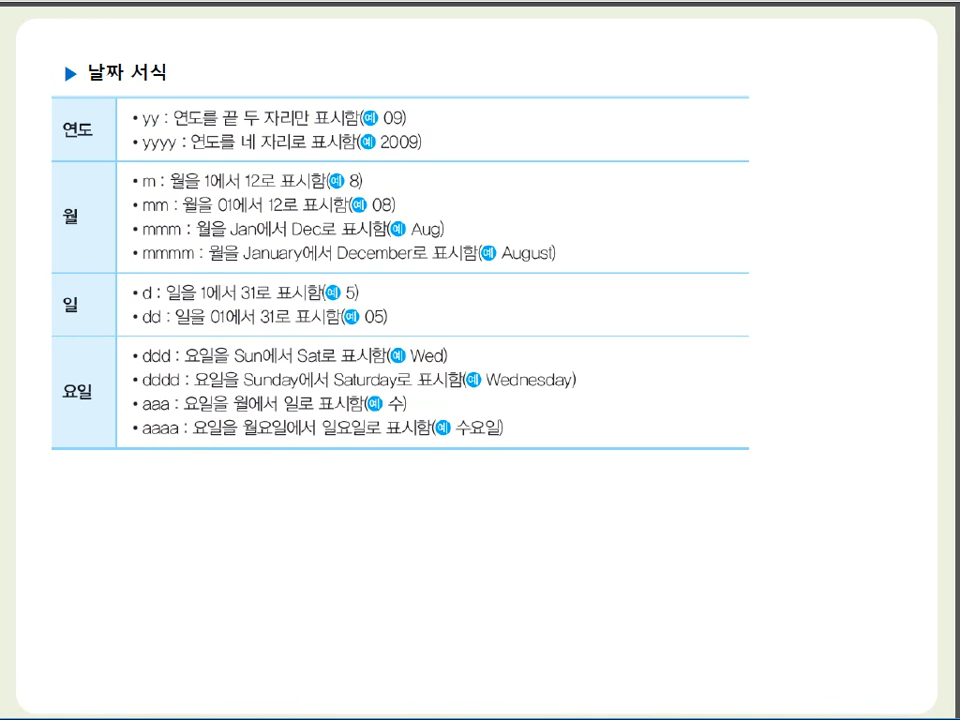 ▶ 날짜 서식
연도
• yy : 연도를 끝 두 자리만 표시함(예 09)
• yyyy : 연도를 네 자리로 표시함(예 2009)
월
• m : 월을 1에서 12로 표시함(예 8)
• mm : 월을 01에서 12로 표시함(예 08)
• mmm : 월을 Jan에서 Dec로 표시함(예 Aug)
• mmmm : 월을 January에서 December로 표시함(예 August)
일
• d : 일을 1에서 31로 표시함(예 5)
• dd : 일을 01에서 31로 표시함(예 05)
요일
• ddd : 요일을 Sun에서 Sat로 표시함(예 Wed)
• dddd : 요일을 Sunday에서 Saturday로 표시함(예 Wednesday)
• aaa : 요일을 월에서 일로 표시함(예 수)
• aaaa : 요일을 월요일에서 일요일로 표시함(예 수요일)